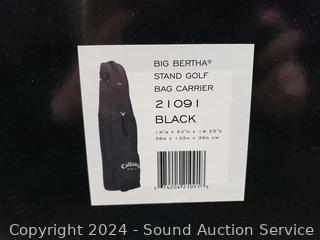 BIG BERTHA®
STAND GOLF
BAG CARRIER
21091
BLACK
14"W x 52"H x 14.25"D
36W x 132H x 36D CM
Callaway
GOLF
Copyright 2024 - Sound Auction Service